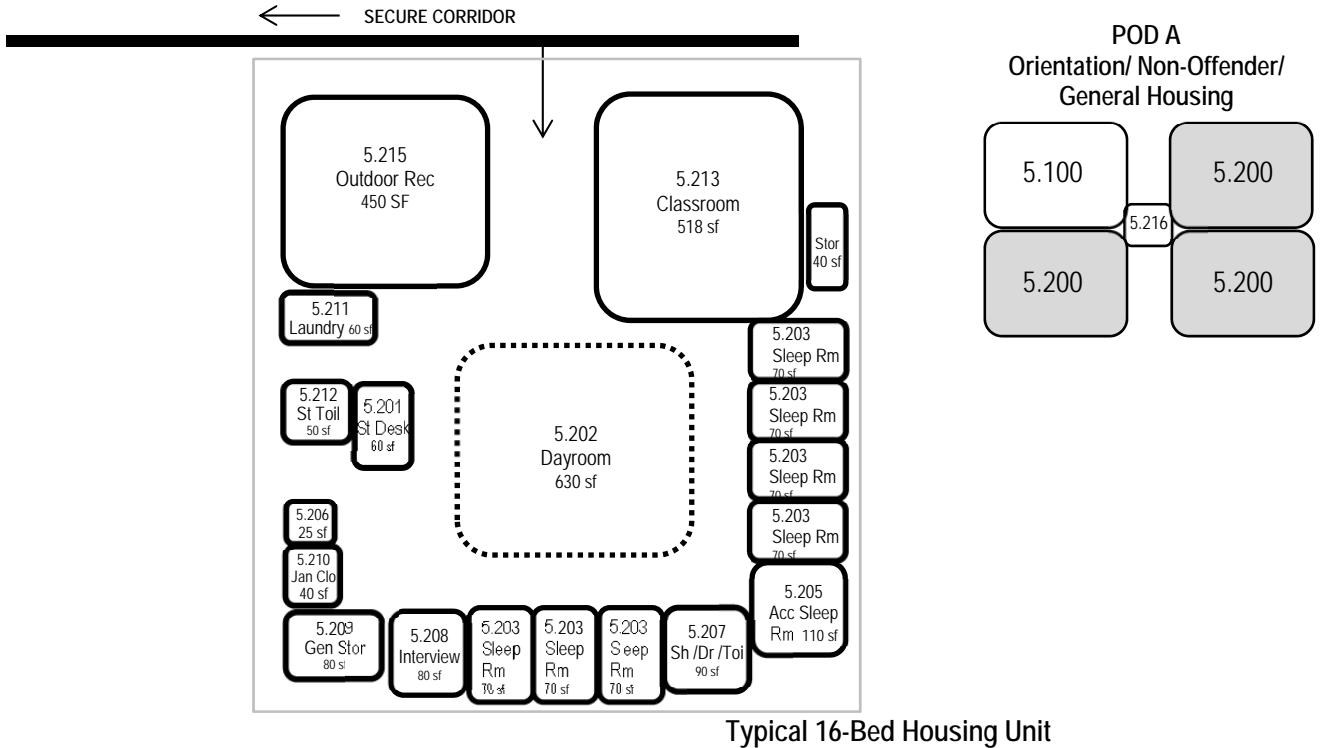 SECURE CORRIDOR
POD A
Orientation/ Non-Offender/
General Housing
5.100
5.200
5.216
5.200
5.200
5.215
Outdoor Rec
450 SF
5.213
Classroom
518 sf
Stor
40 sf
5.211
Laundry 60 sf
5.203
Sleep Rm
70 sf
5.212
St Toil
50 sf
5.201
St Desk
60 sf
5.203
Sleep Rm
70 sf
5.202
Dayroom
630 sf
5.203
Sleep Rm
70 sf
5.206
25 sf
5.203
Sleep Rm
70 sf
5.210
Jan Clo
40 sf
5.205
Acc Sleep
Rm 110 sf
5.209
Gen Stor
80 sf
5.208
Interview
80 sf
5.203
Sleep
Rm
70 sf
5.203
Sleep
Rm
70 sf
5.203
Sleep
Rm
70 sf
5.207
Sh /Dr /Toi
90 sf
Typical 16-Bed Housing Unit